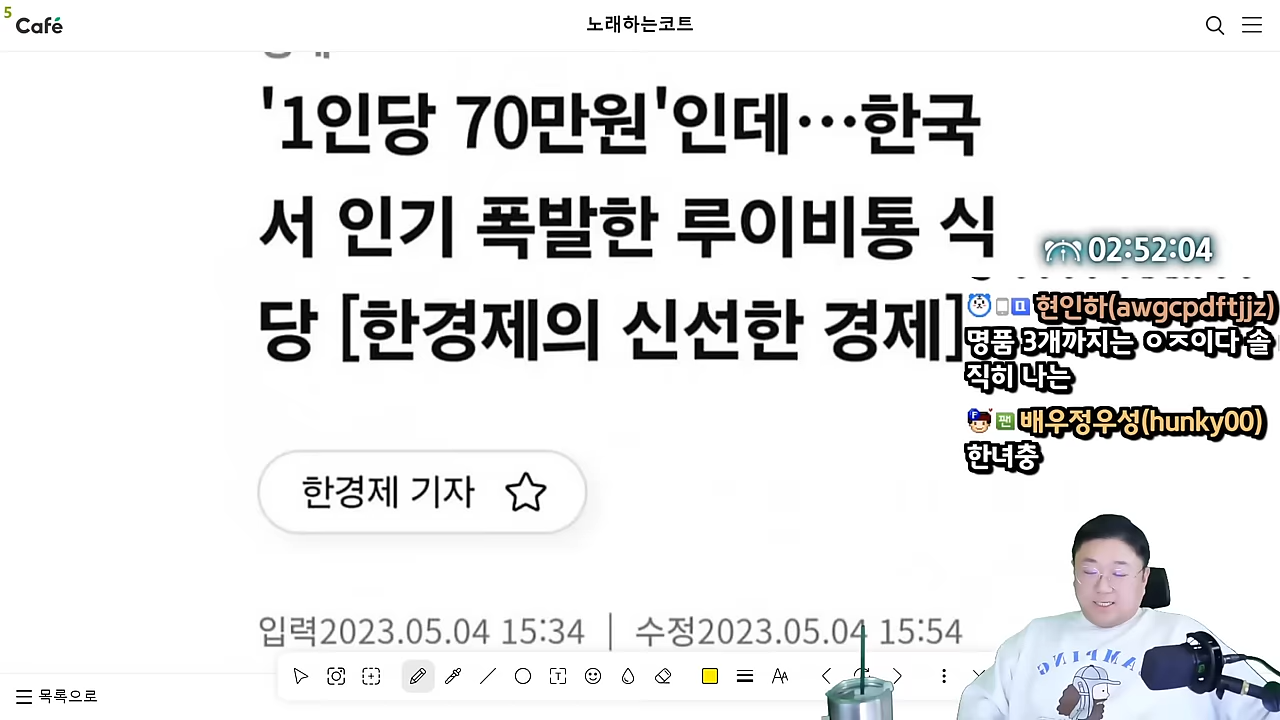 5
Café
노래하는코트
'1인당 70만원'인데…한국
서 인기 폭발한 루이비통 식
당 [한경제의 신선한 경제]
02:52:04
현인하(awgcpdftjjz)
명품 3개까지는 ㅇㅈ이다 솔
직히 나는
팬
배우정우성(hunky00)
한녀충
한경제 기자
입력2023.05.04 15:34 | 수정2023.05.04 15:54
목록으로
AMPING